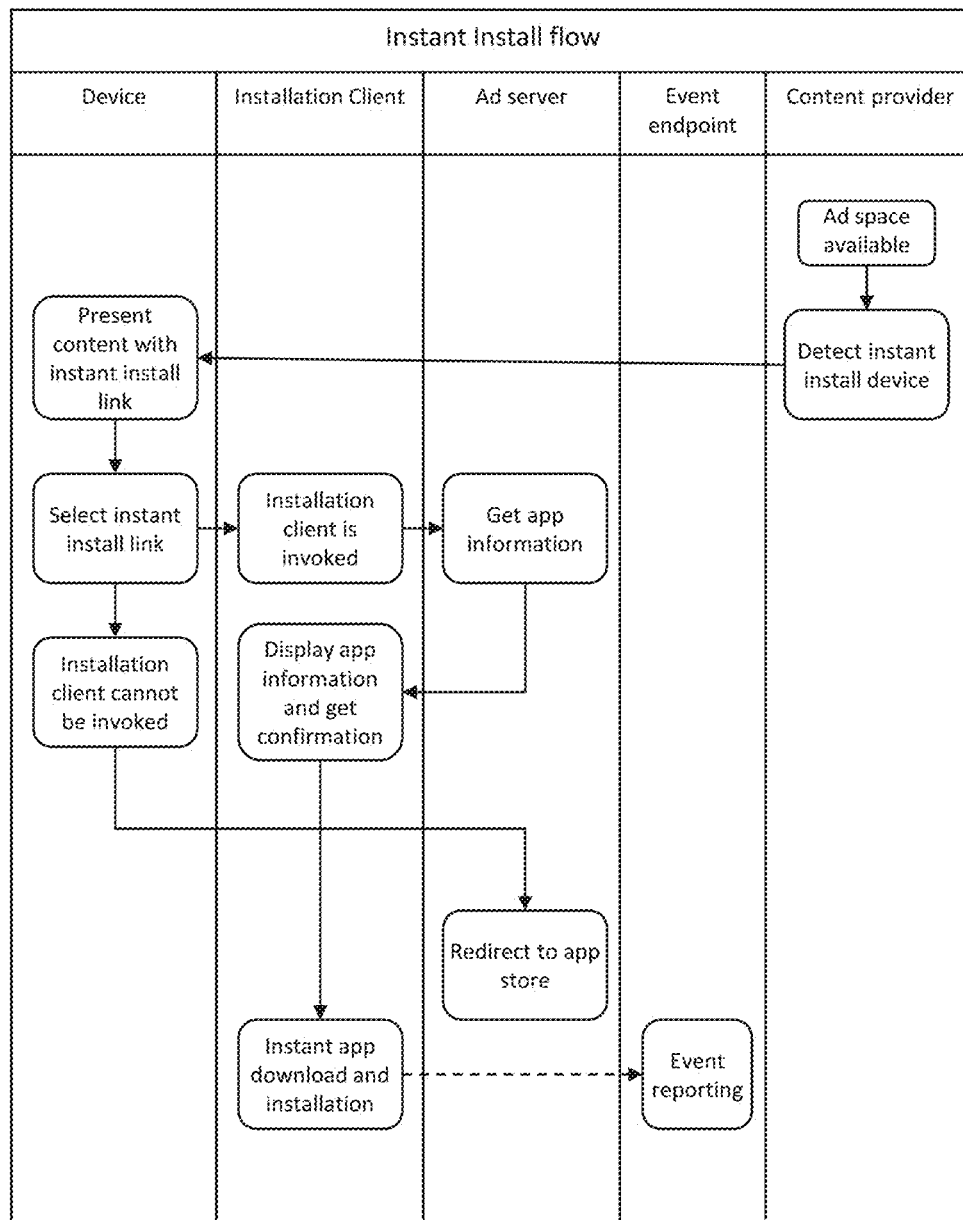 Instant Install flow
Device
Installation Client
Ad server
Event
endpoint
Content provider
Ad space
available
Detect instant
install device
Present
content with
instant install
link
Select instant
install link
Installation
client is
invoked
Get app
information
Installation
client cannot
be invoked
Display app
information
and get
confirmation
Redirect to app
store
Instant app
download and
installation
Event
reporting